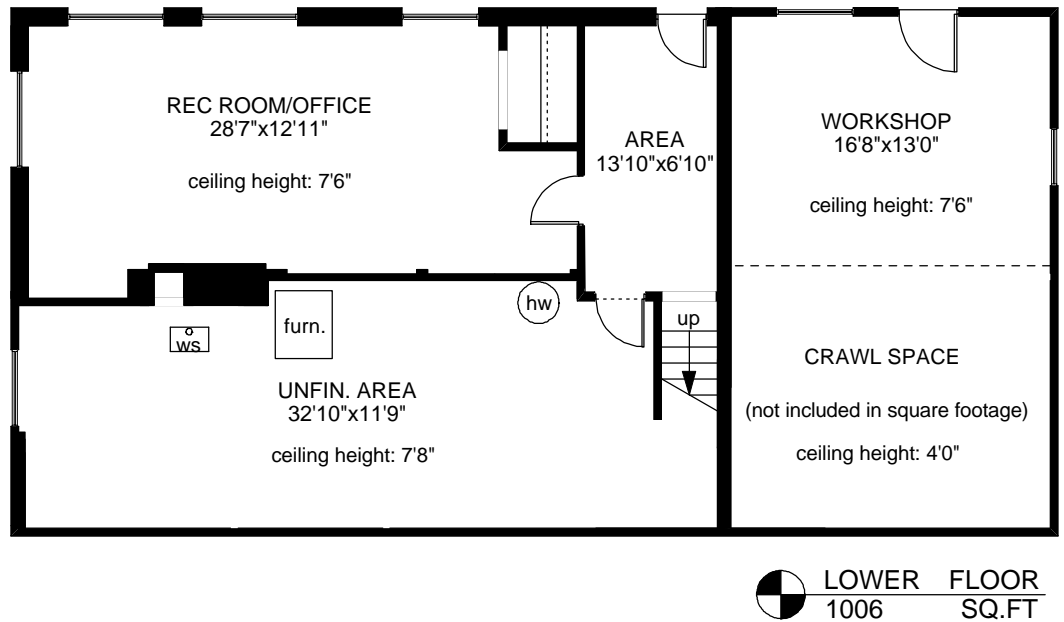 REC ROOM/OFFICE
28'7"x12'11"
ceiling height: 7'6"
AREA
13'10"x6'10"
WORKSHOP
16'8"x13'0"
ceiling height: 7'6"
furn.
hw
up
ws
UNFIN. AREA
32'10"x11'9"
ceiling height: 7'8"
CRAWL SPACE
(not included in square footage)
ceiling height: 4'0"
LOWER FLOOR
1006 SQ.FT